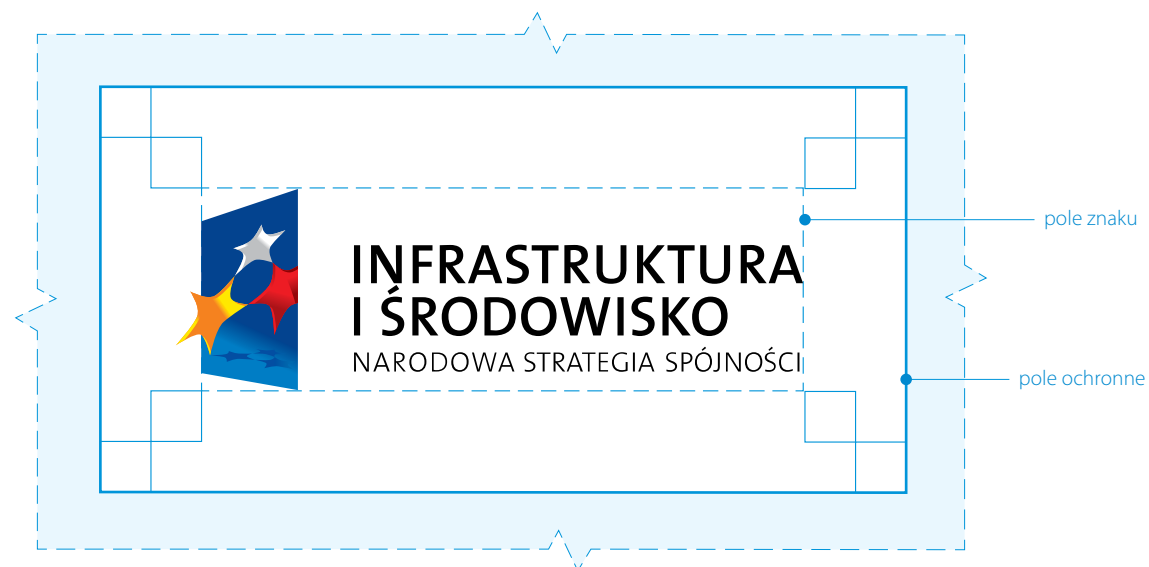 INFRASTRUKTURA
I ŚRODOWISKO
NARODOWA STRATEGIA SPÓJNOŚCI
pole znaku
pole ochronne